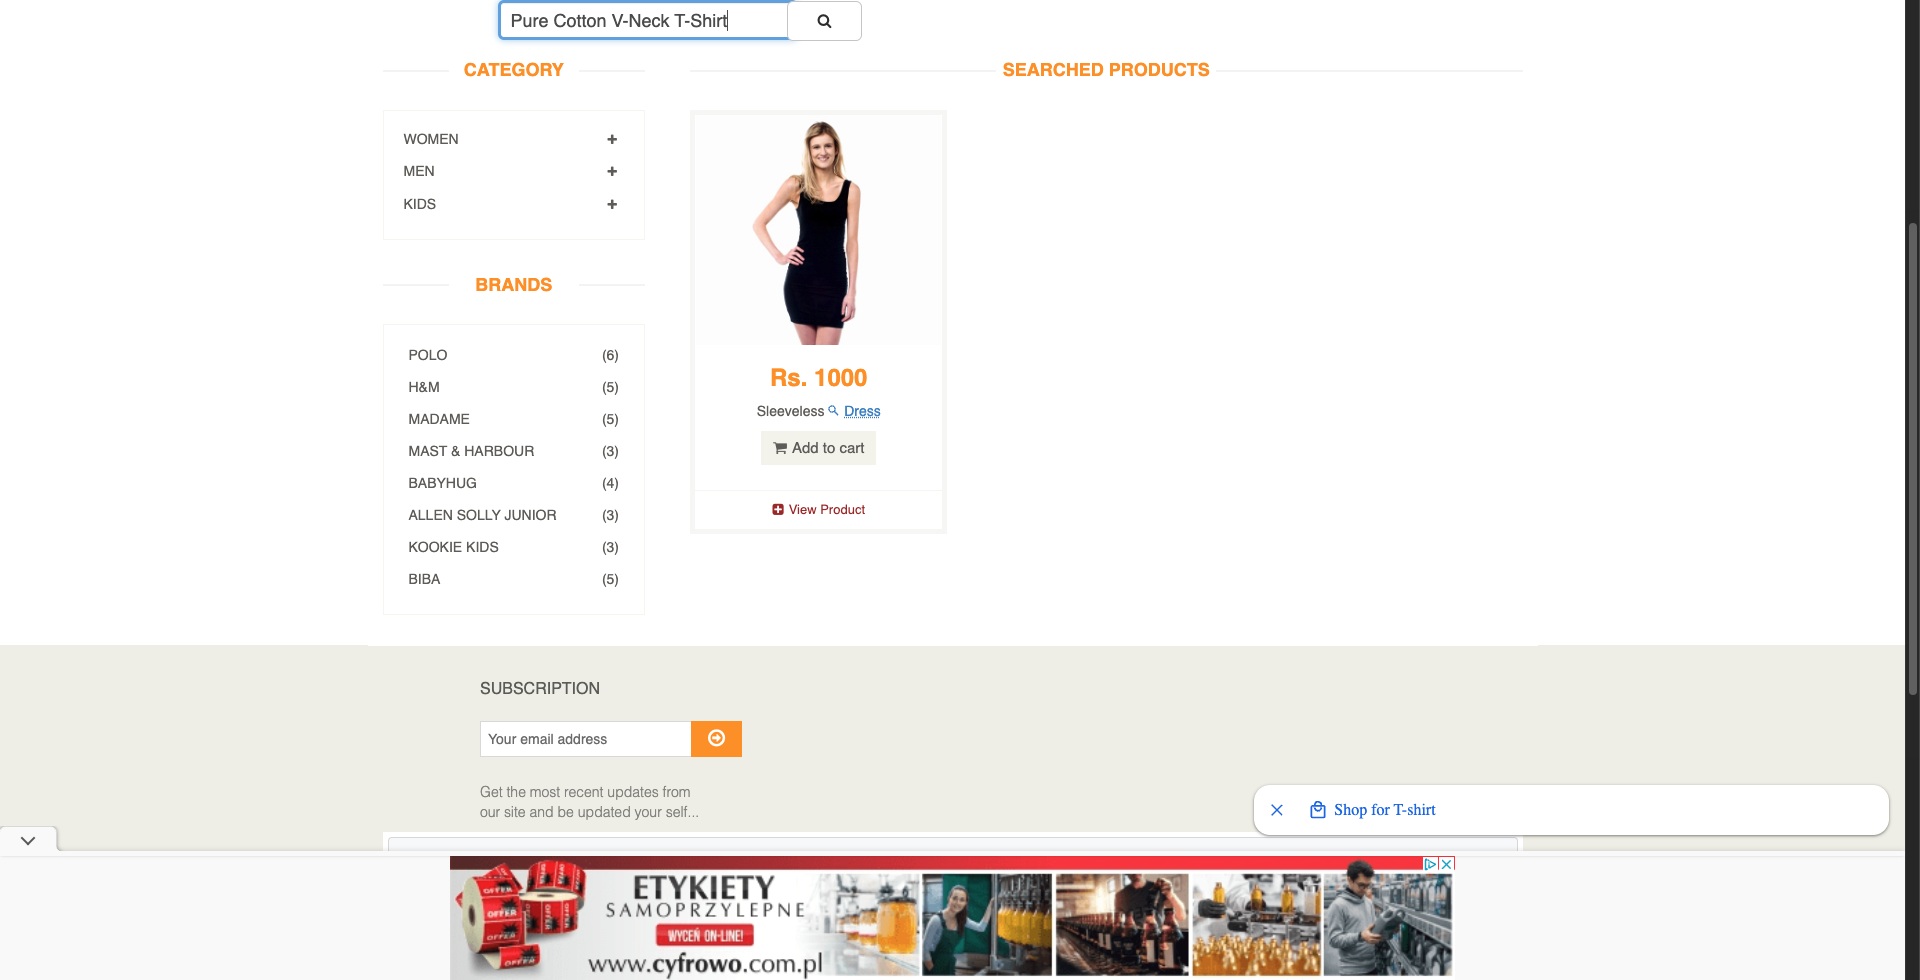 Pure Cotton V-Neck T-Shirt
CATEGORY
WOMEN
MEN
KIDS
BRANDS
POLO (6)
H&M (5)
MADAME (5)
MAST & HARBOUR (3)
BABYHUG (4)
ALLEN SOLLY JUNIOR (3)
KOOKIE KIDS (3)
BIBA (5)
SEARCHED PRODUCTS
Rs. 1000
Sleeveless Dress
Add to cart
View Product
SUBSCRIPTION
Your email address
Get the most recent updates from
our site and be updated your self...
Shop for T-shirt
OFFER
OFFER
OFFER
OFFER
ETYKIETY
SAMOPRZYLEPNE
WYCEŃ ON-LINE!
www.cyfrowo.com.pl